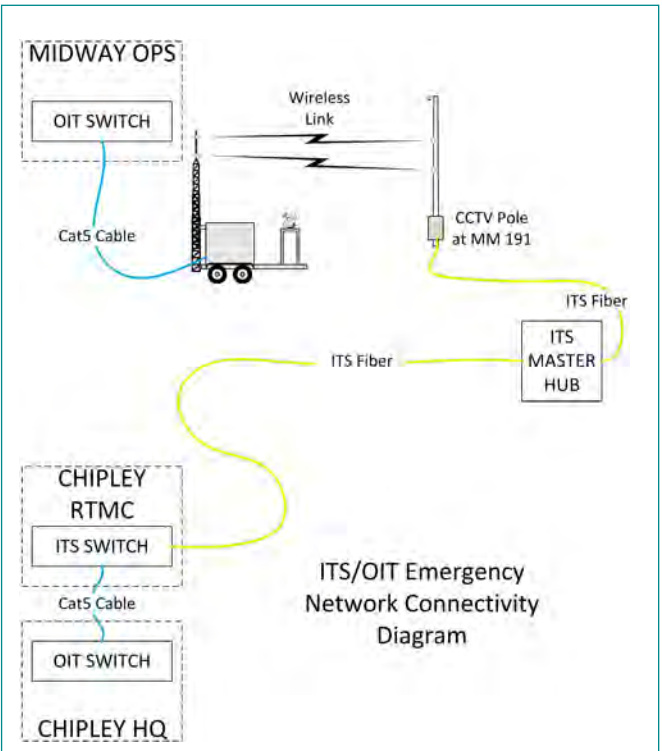 MIDWAY OPS
OIT SWITCH
Cat5 Cable
Wireless
Link
CCTV Pole
at MM 191
ITS Fiber
ITS
MASTER
HUB
ITS Fiber
CHIPLEY
RTMC
ITS SWITCH
Cat5 Cable
OIT SWITCH
CHIPLEY HQ
ITS/OIT Emergency
Network Connectivity
Diagram